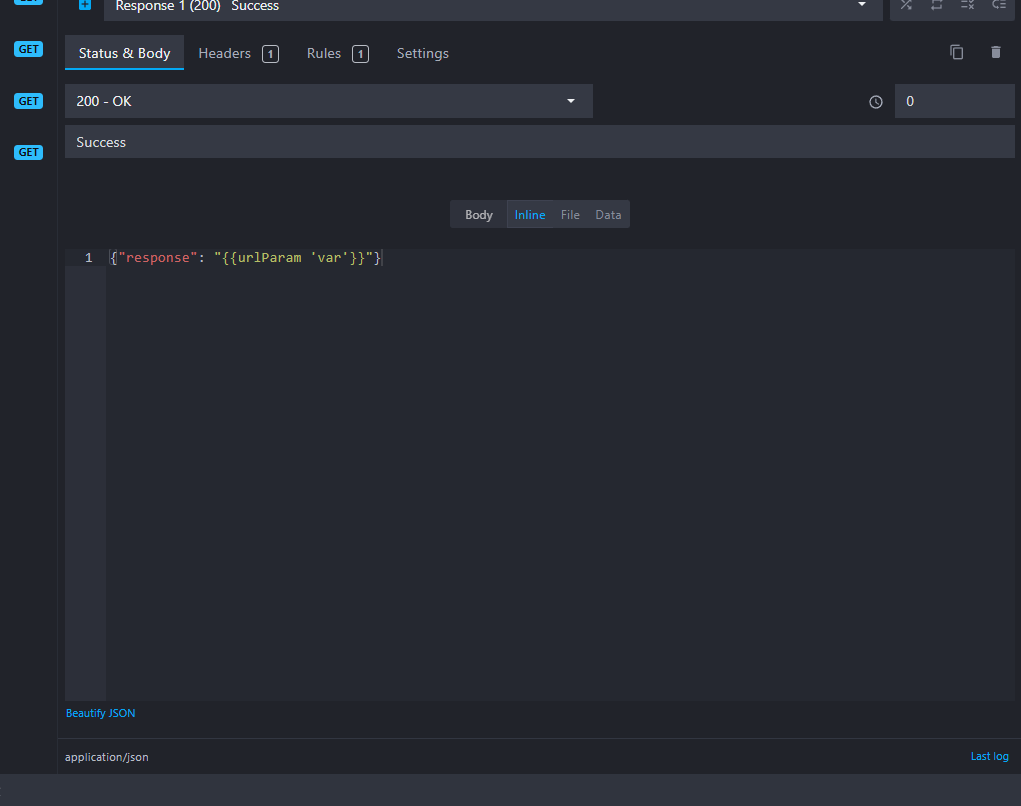 Response 1 (200) Success
GET
Status & Body Headers 1 Rules 1 Settings
GET
200 - OK 0
Success
GET
Body Inline File Data
1 {"response": "{{urlParam 'var'}}"}
Beautify JSON
application/json Last log